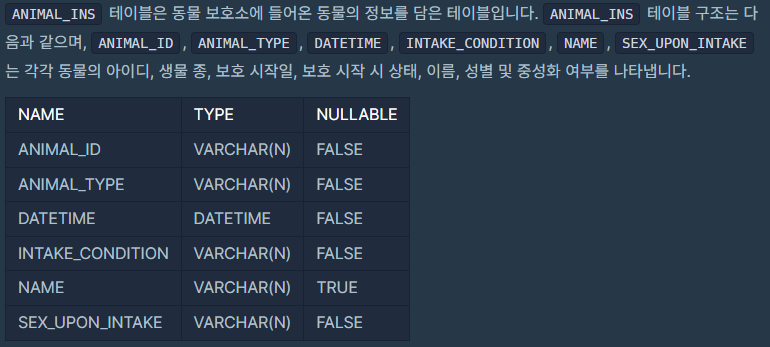 ANIMAL_INS 테이블은 동물 보호소에 들어온 동물의 정보를 담은 테이블입니다. ANIMAL_INS 테이블 구조는 다
음과 같으며, ANIMAL_ID , ANIMAL_TYPE , DATETIME , INTAKE_CONDITION , NAME , SEX_UPON_INTAKE
는 각각 동물의 아이디, 생물 종, 보호 시작일, 보호 시작 시 상태, 이름, 성별 및 중성화 여부를 나타냅니다.
NAME TYPE NULLABLE
ANIMAL_ID VARCHAR(N) FALSE
ANIMAL_TYPE VARCHAR(N) FALSE
DATETIME DATETIME FALSE
INTAKE_CONDITION VARCHAR(N) FALSE
NAME VARCHAR(N) TRUE
SEX_UPON_INTAKE VARCHAR(N) FALSE